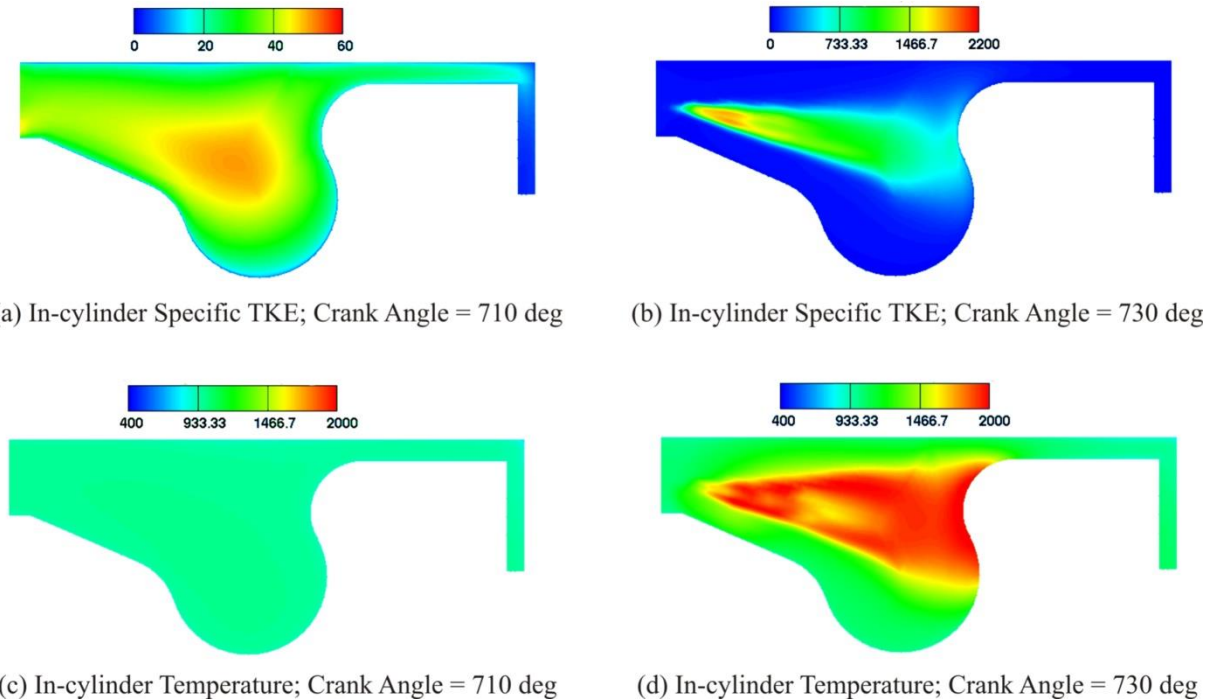 0 20 40 60
0 733.33 1466.7 2200
a) In-cylinder Specific TKE; Crank Angle = 710 deg
(b) In-cylinder Specific TKE; Crank Angle = 730 deg
400 933.33 1466.7 2000
400 933.33 1466.7 2000
(c) In-cylinder Temperature; Crank Angle = 710 deg
(d) In-cylinder Temperature; Crank Angle = 730 deg